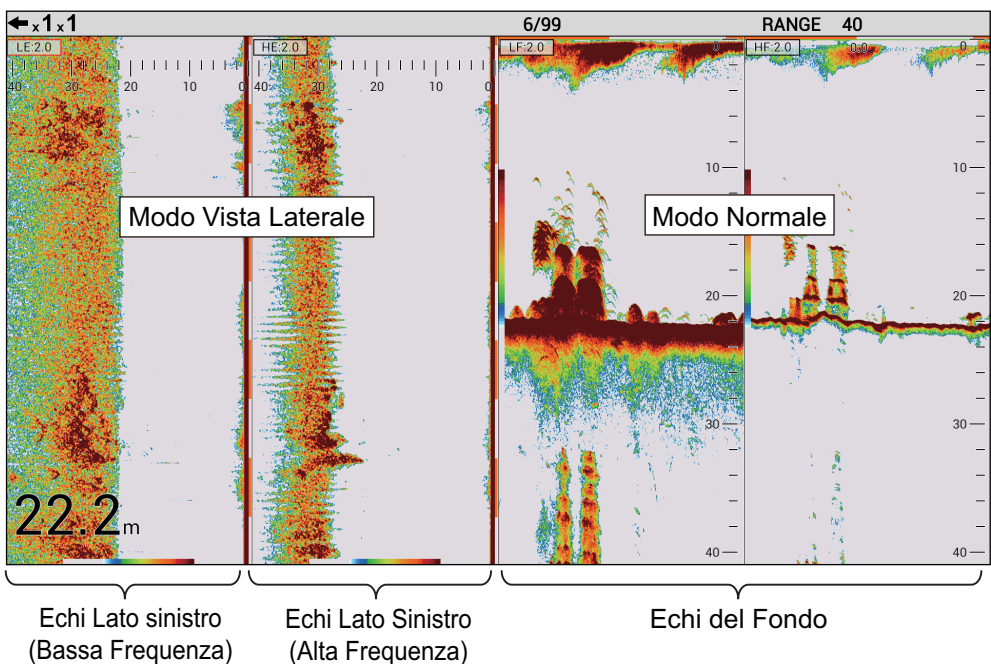 x1x1 6/99 RANGE 40
LE:2.0 HE:2.0 LF:2.0 0 HF:2.0 0.0 0
40 30 20 10 0 40 30 20 10 0
10 10
Modo Vista Laterale Modo Normale
20 20
30 30
22.2m
40 40
Echi Lato sinistro
(Bassa Frequenza)
Echi Lato Sinistro
(Alta Frequenza)
Echi del Fondo